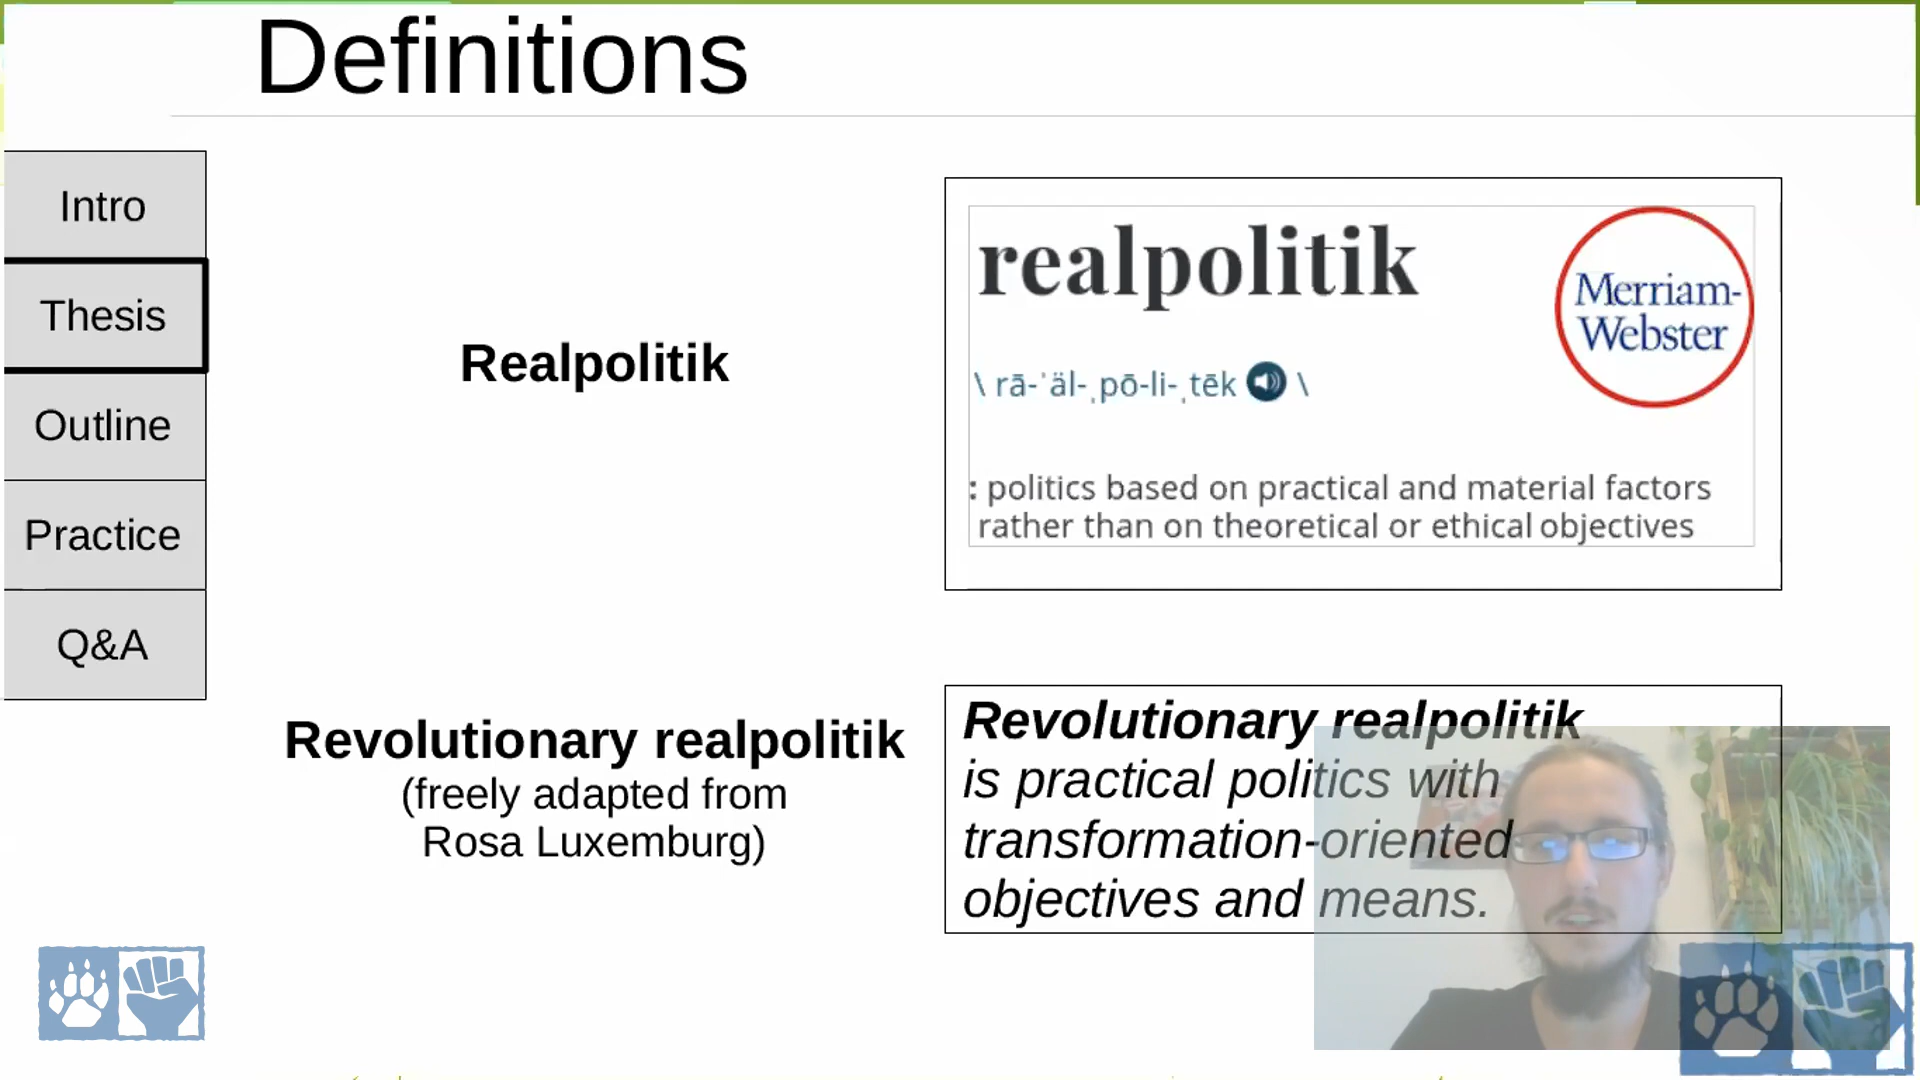 Definitions
Intro
Thesis
Outline
Practice
Q&A
Realpolitik
realpolitik
Merriam-
Webster
\ rā-ˈäl-ˌpō-li-ˌtēk \
: politics based on practical and material factors
rather than on theoretical or ethical objectives
Revolutionary realpolitik
(freely adapted from
Rosa Luxemburg)
Revolutionary realpolitik
is practical politics with
transformation-oriented
objectives and means.